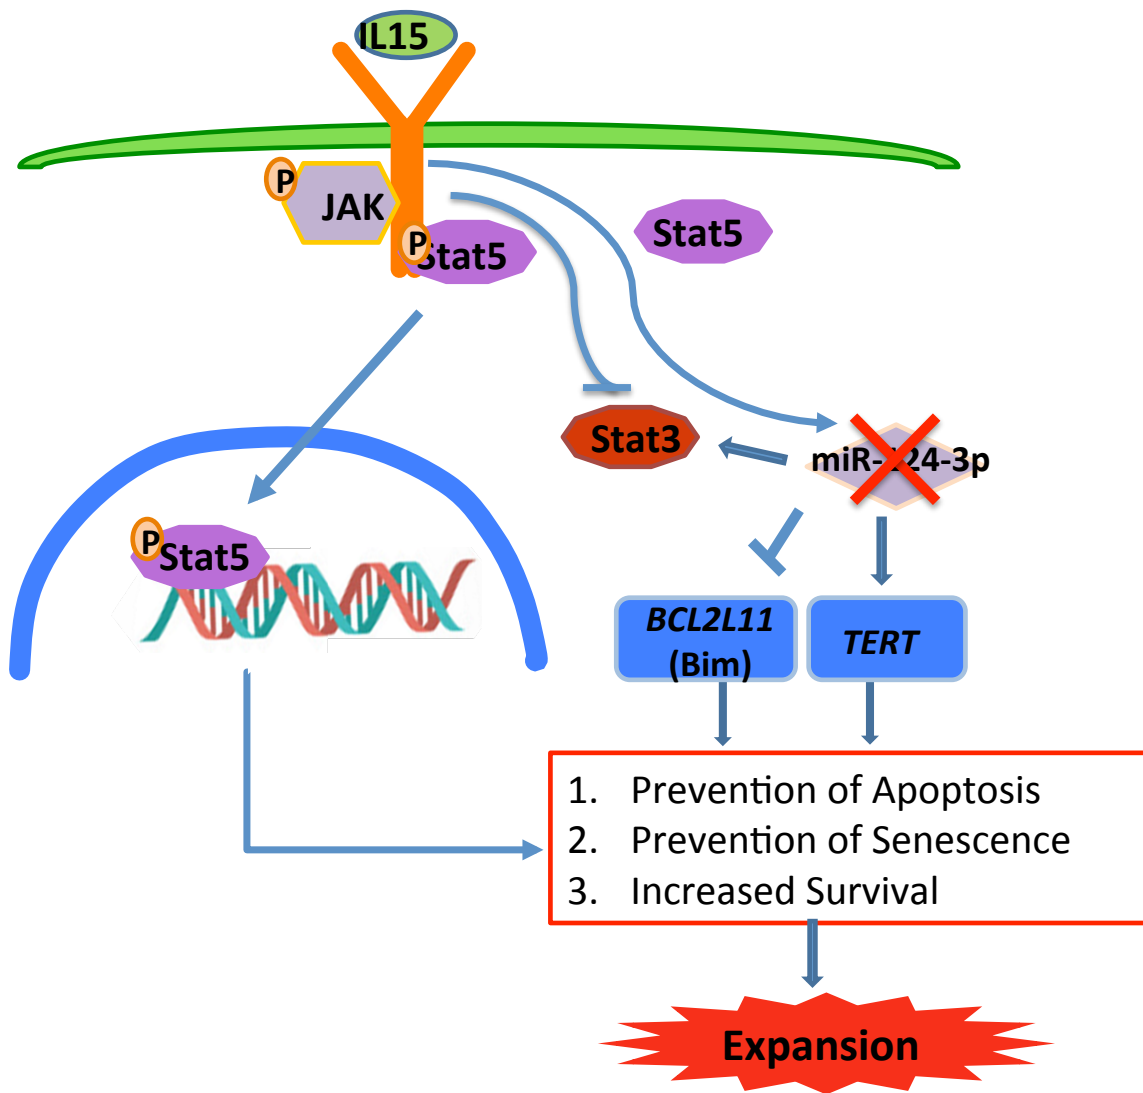 IL15
P
JAK
P
Stat5
Stat5
Stat3
miR-124-3p
P
Stat5
BCL2L11
(Bim)
TERT
1. Prevention of Apoptosis
2. Prevention of Senescence
3. Increased Survival
Expansion